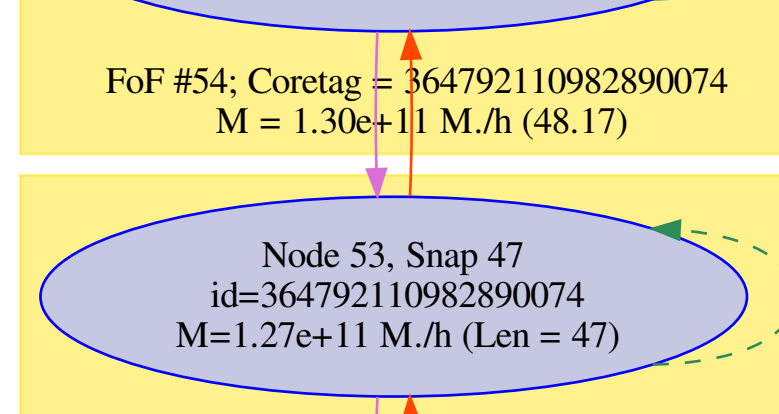 FoF #54; Coretag = 364792110982890074
M = 1.30e+11 M./h (48.17)
Node 53, Snap 47
id=364792110982890074
M=1.27e+11 M./h (Len = 47)